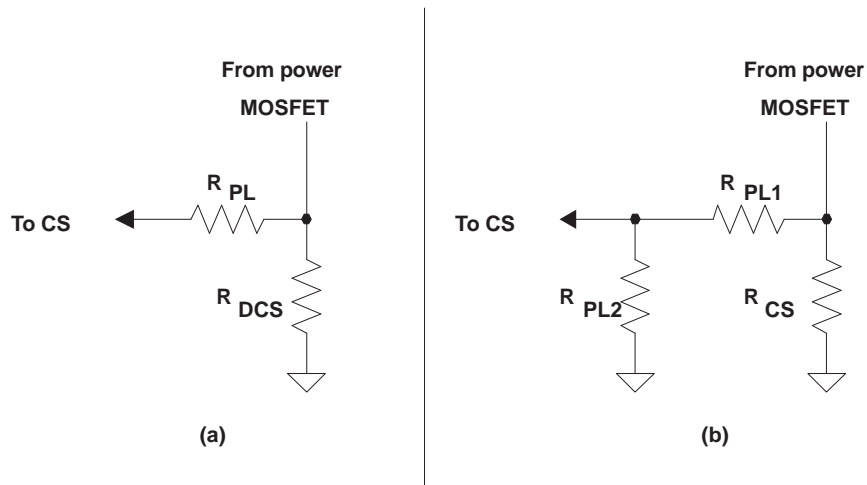 From power
MOSFET
R PL
To CS
R DCS
(a)
From power
MOSFET
R PL1
To CS
R PL2
R CS
(b)